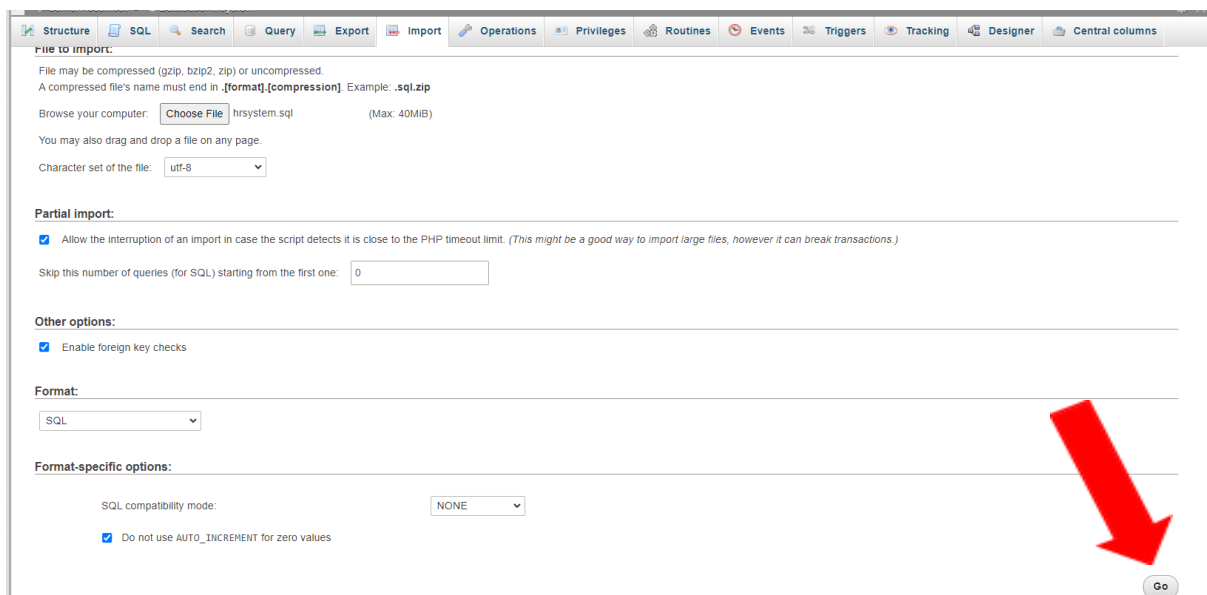 Structure SQL Search Query Export Import Operations Privileges Routines Events Triggers Tracking Designer Central columns
File to import:
File may be compressed (gzip, bzip2, zip) or uncompressed.
A compressed file's name must end in .[format].[compression]. Example: .sql.zip
Browse your computer: Choose File hrsystem.sql (Max: 40MiB)
You may also drag and drop a file on any page.
Character set of the file: utf-8
Partial import:
Allow the interruption of an import in case the script detects it is close to the PHP timeout limit. (This might be a good way to import large files, however it can break transactions.)
Skip this number of queries (for SQL) starting from the first one: 0
Other options:
Enable foreign key checks
Format:
SQL
Format-specific options:
SQL compatibility mode: NONE
Do not use AUTO_INCREMENT for zero values
Go